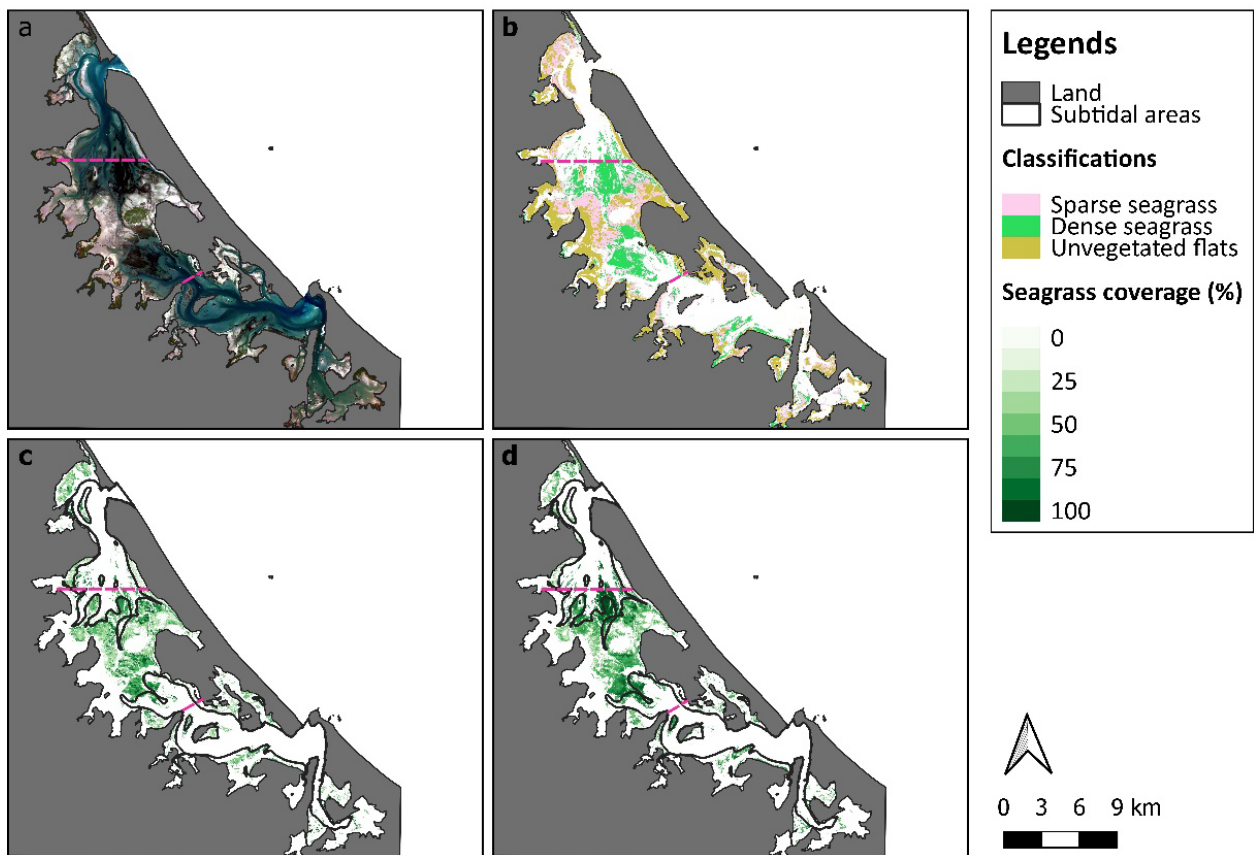 a
b
Legends
Land
Subtidal areas
Classifications
Sparse seagrass
Dense seagrass
Unvegetated flats
Seagrass coverage (%)
0
25
50
75
100
c
d
0 3 6 9 km